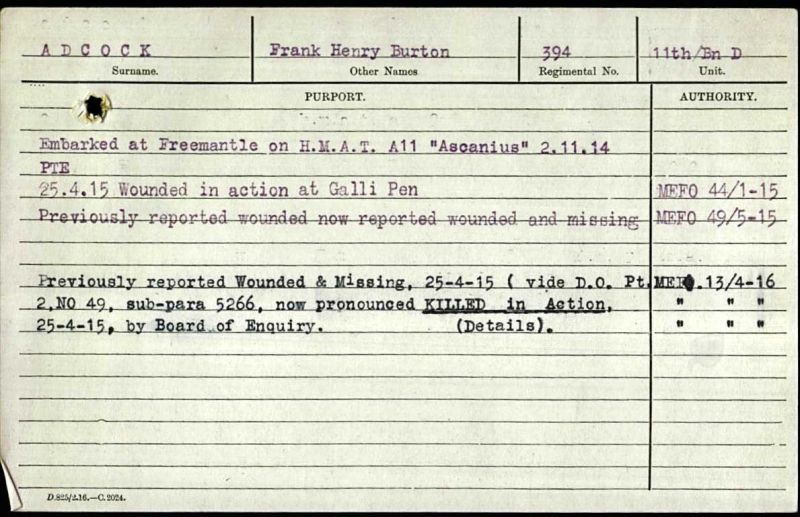 A D C O C K Frank Henry Burton 394 11th/Bn D
Surname. Other Names Regimental No. Unit.
PURPORT. AUTHORITY.
Embarked at Freemantle on H.M.A.T. A11 "Ascanius" 2.11.14
PTE
25.4.15 Wounded in action at Galli Pen MEFO 44/1-15
Previously reported wounded now reported wounded and missing MEFO 49/5-15
Previously reported Wounded & Missing, 25-4-15 ( vide D.O. Pt. 13/4-16
2,NO 49, sub-para 5266, now pronounced KILLED in Action, " " "
25-4-15, by Board of Enquiry. (Details). " " "
D.825/2.16.—C.2024.